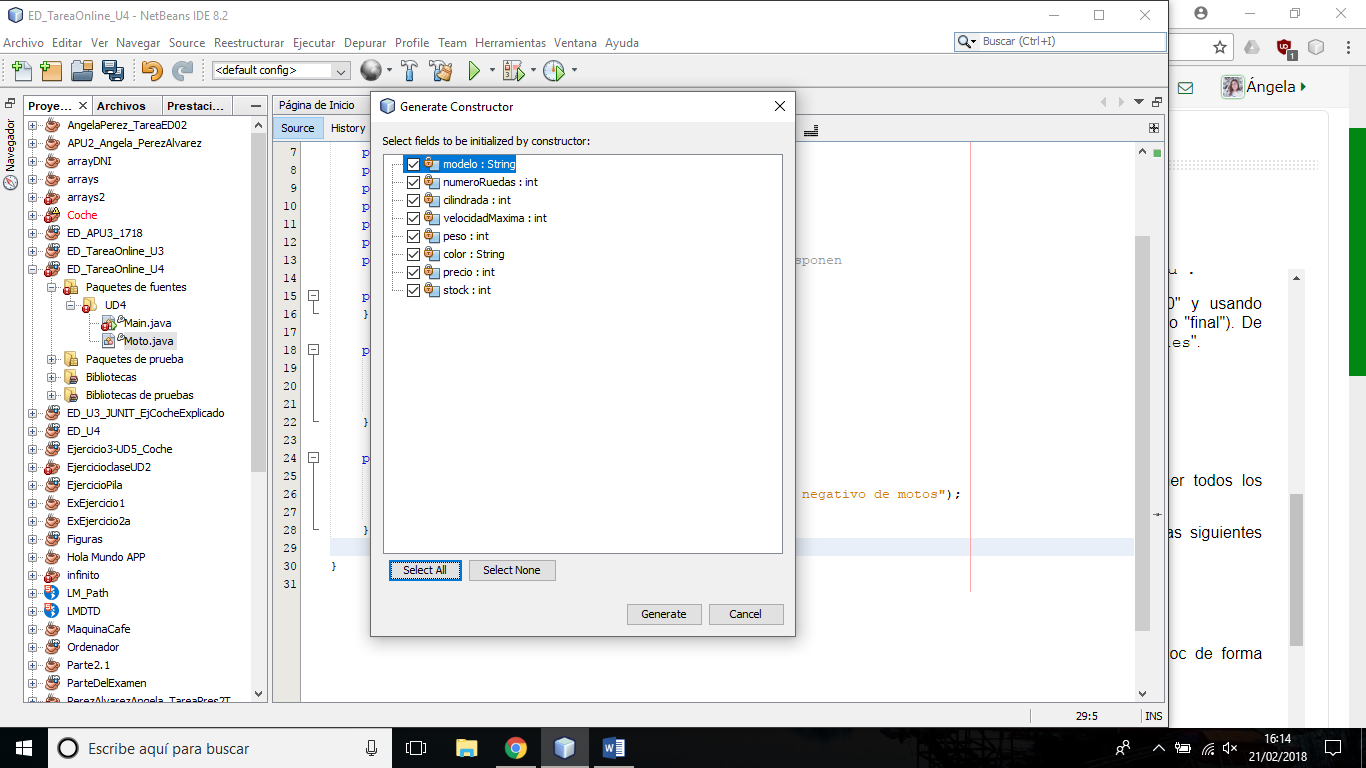 ED_TareaOnline_U4 - NetBeans IDE 8.2
Archivo Editar Ver Navegar Source Reestructurar Ejecutar Depurar Profile Team Herramientas Ventana Ayuda
Buscar (Ctrl+I)
<default config>
1
Ángela
Proye...
Archivos
Prestaci...
Navegador
AngelaPerez_TareaED02
APU2_Angela_PerezAlvarez
arrayDNI
arrays
arrays2
Coche
ED_APU3_1718
ED_TareaOnline_U3
ED_TareaOnline_U4
Paquetes de fuentes
UD4
Main.java
Moto.java
Paquetes de prueba
Bibliotecas
Bibliotecas de pruebas
ED_U3_JUNIT_EjCocheExplicado
ED_U4
Ejercicio3-UD5_Coche
EjercicioclaseUD2
EjercicioPila
ExEjercicio1
ExEjercicio2a
Figuras
Hola Mundo APP
infinito
LM_Path
LMDTD
MaquinaCafe
Ordenador
Parte2.1
ParteDelExamen
PerezAlvarezAngela_TareaPres2T
Página de Inicio
Source History
7 p
8 p
9 p
10 p
11 p
12 p
13 p sponen
14
15 p
16 }
17
18 p
19
20
21
22 }
23
24 p
25
26 negativo de motos");
27
28 }
29
30 }
31
Generate Constructor
Select fields to be initialized by constructor:
modelo : String
numeroRuedas : int
cilindrada : int
velocidadMaxima : int
peso : int
color : String
precio : int
stock : int
Select All Select None
Generate Cancel
0" y usando
o "final"). De
es".
er todos los
as siguientes
oc de forma
29:5 INS
Escribe aquí para buscar
16:14
21/02/2018